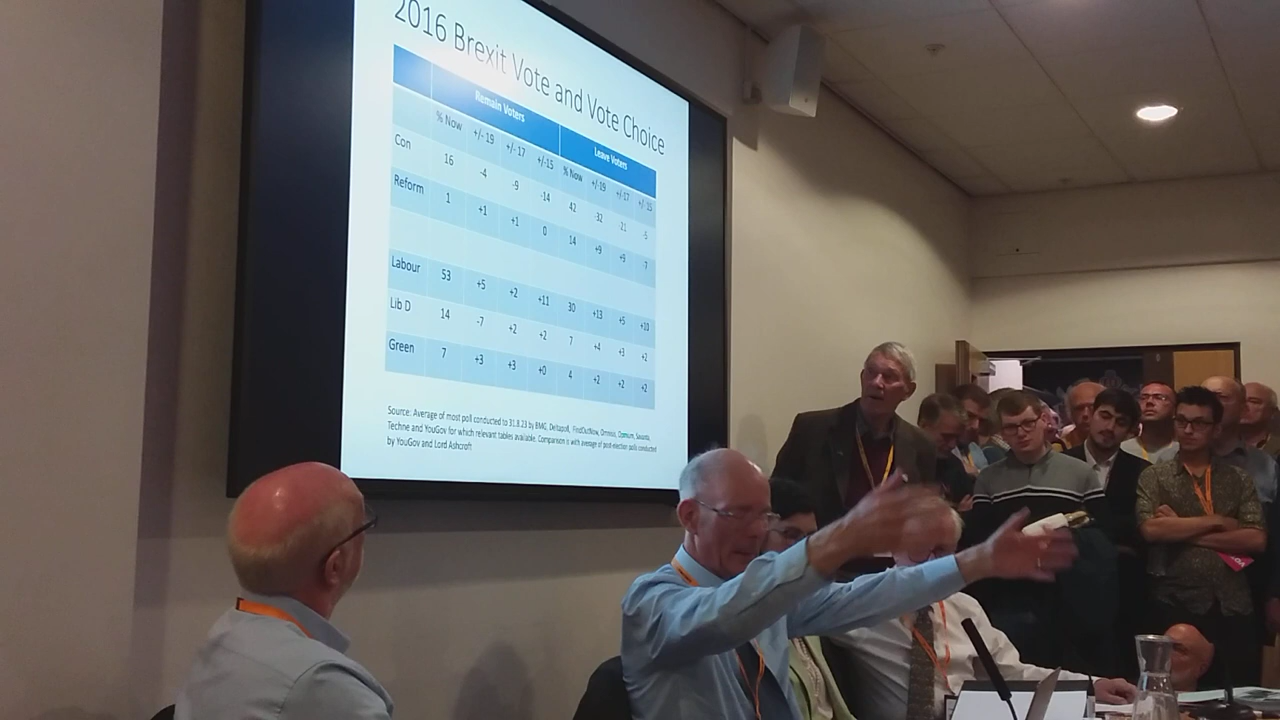 2016 Brexit Vote and Vote Choice
Remain Voters Leave Voters
% Now +/- 19 +/- 17 +/-15 % Now +/-19 +/-17 +/-15
Con 16 -4 -9 -14 42 -32 -21 -5
Reform 1 +1 +1 0 14 +9 +9 -7
Labour 53 +5 +2 +11 30 +13 +5 +10
Lib D 14 -7 +2 +2 7 +4 +3 +2
Green 7 +3 +3 +0 4 +2 +2 +2
Source: Average of most poll conducted to 31.8.23 by BMG, Deltapoll, FindOutNow, Omnisis, Opinium, Savanta,
Techne and YouGov for which relevant tables available. Comparison is with average of post-election polls conducted
by YouGov and Lord Ashcroft